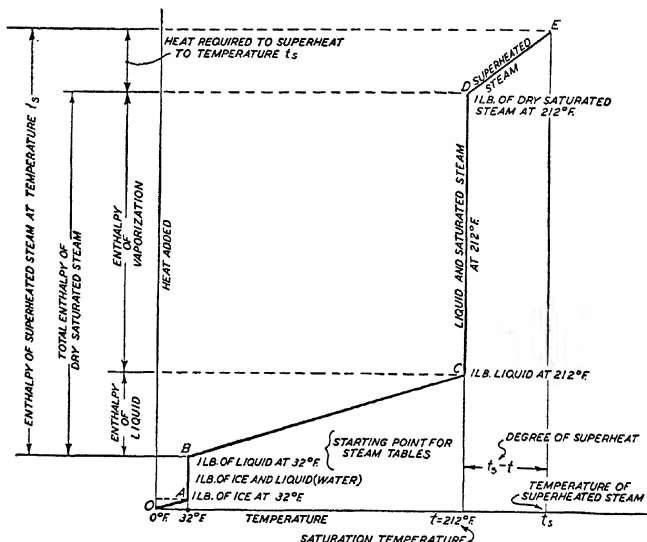 HEAT REQUIRED TO SUPERHEAT
TO TEMPERATURE ts
E
D
SUPERHEATED
STEAM
1 LB. OF DRY SATURATED
STEAM AT 212°F.
ENTHALPY OF SUPERHEATED STEAM AT TEMPERATURE ts
TOTAL ENTHALPY OF
DRY SATURATED STEAM
ENTHALPY
OF
VAPORIZATION
HEAT ADDED
LIQUID AND SATURATED STEAM
AT 212°F.
C
1 LB. LIQUID AT 212°F.
ENTHALPY
OF
LIQUID
B
1 LB. OF LIQUID AT 32°F.
STARTING POINT FOR
STEAM TABLES
DEGREE OF SUPERHEAT
ts-t
1 LB. OF ICE AND LIQUID (WATER)
A
1 LB. OF ICE AT 32°F.
TEMPERATURE OF
SUPERHEATED STEAM
O
0°F. 32°F. TEMPERATURE t=212°F. ts
SATURATION TEMPERATURE